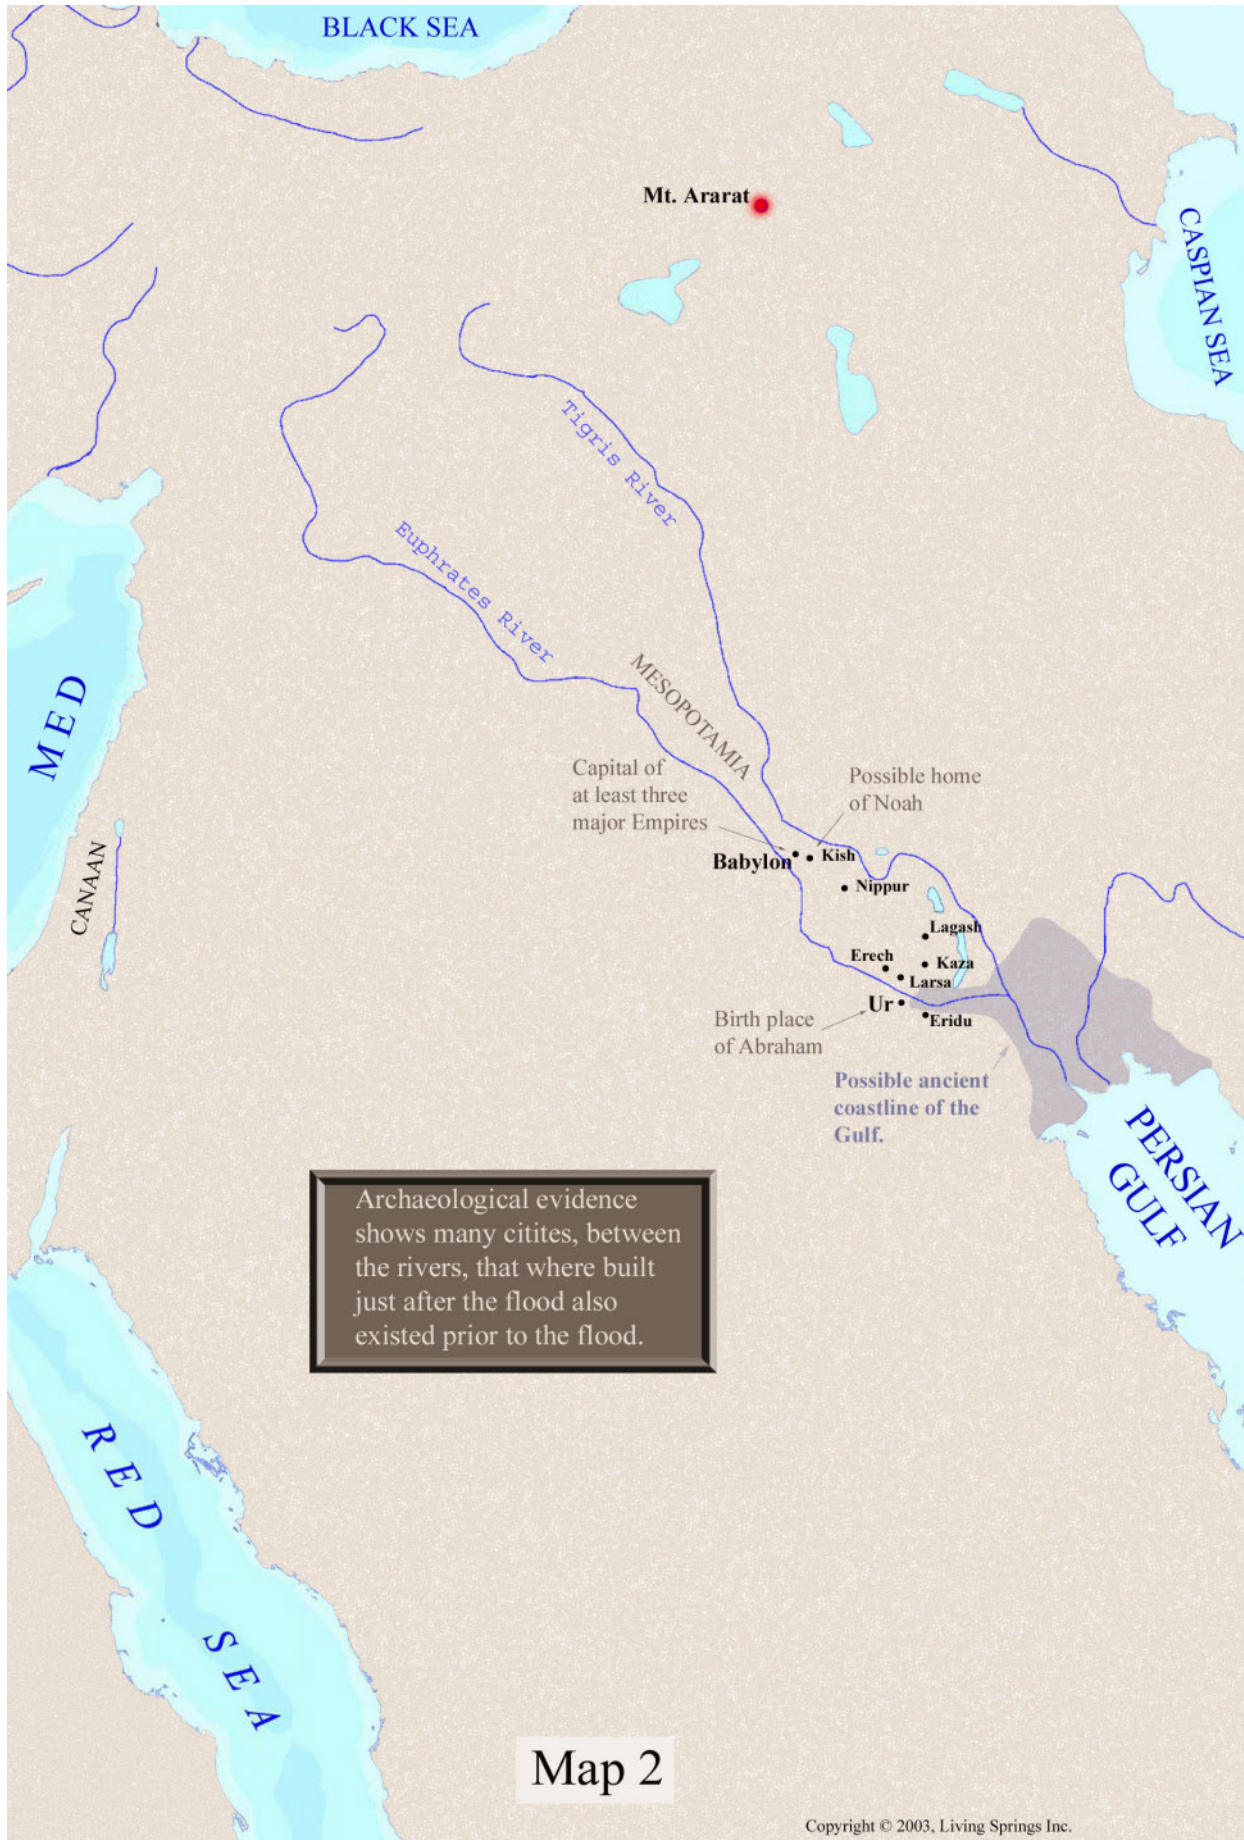 BLACK SEA
Mt. Ararat
CASPIAN SEA
Tigris River
Euphrates River
MED
MESOPOTAMIA
Capital of
at least three
major Empires
Possible home
of Noah
Babylon
Kish
Nippur
CANAAN
Lagash
Erech
Kaza
Larsa
Ur
Eridu
Birth place
of Abraham
Possible ancient
coastline of the
Gulf.
PERSIAN
GULF
Archaeological evidence
shows many citites, between
the rivers, that where built
just after the flood also
existed prior to the flood.
RED
SEA
Map 2
Copyright © 2003, Living Springs Inc.